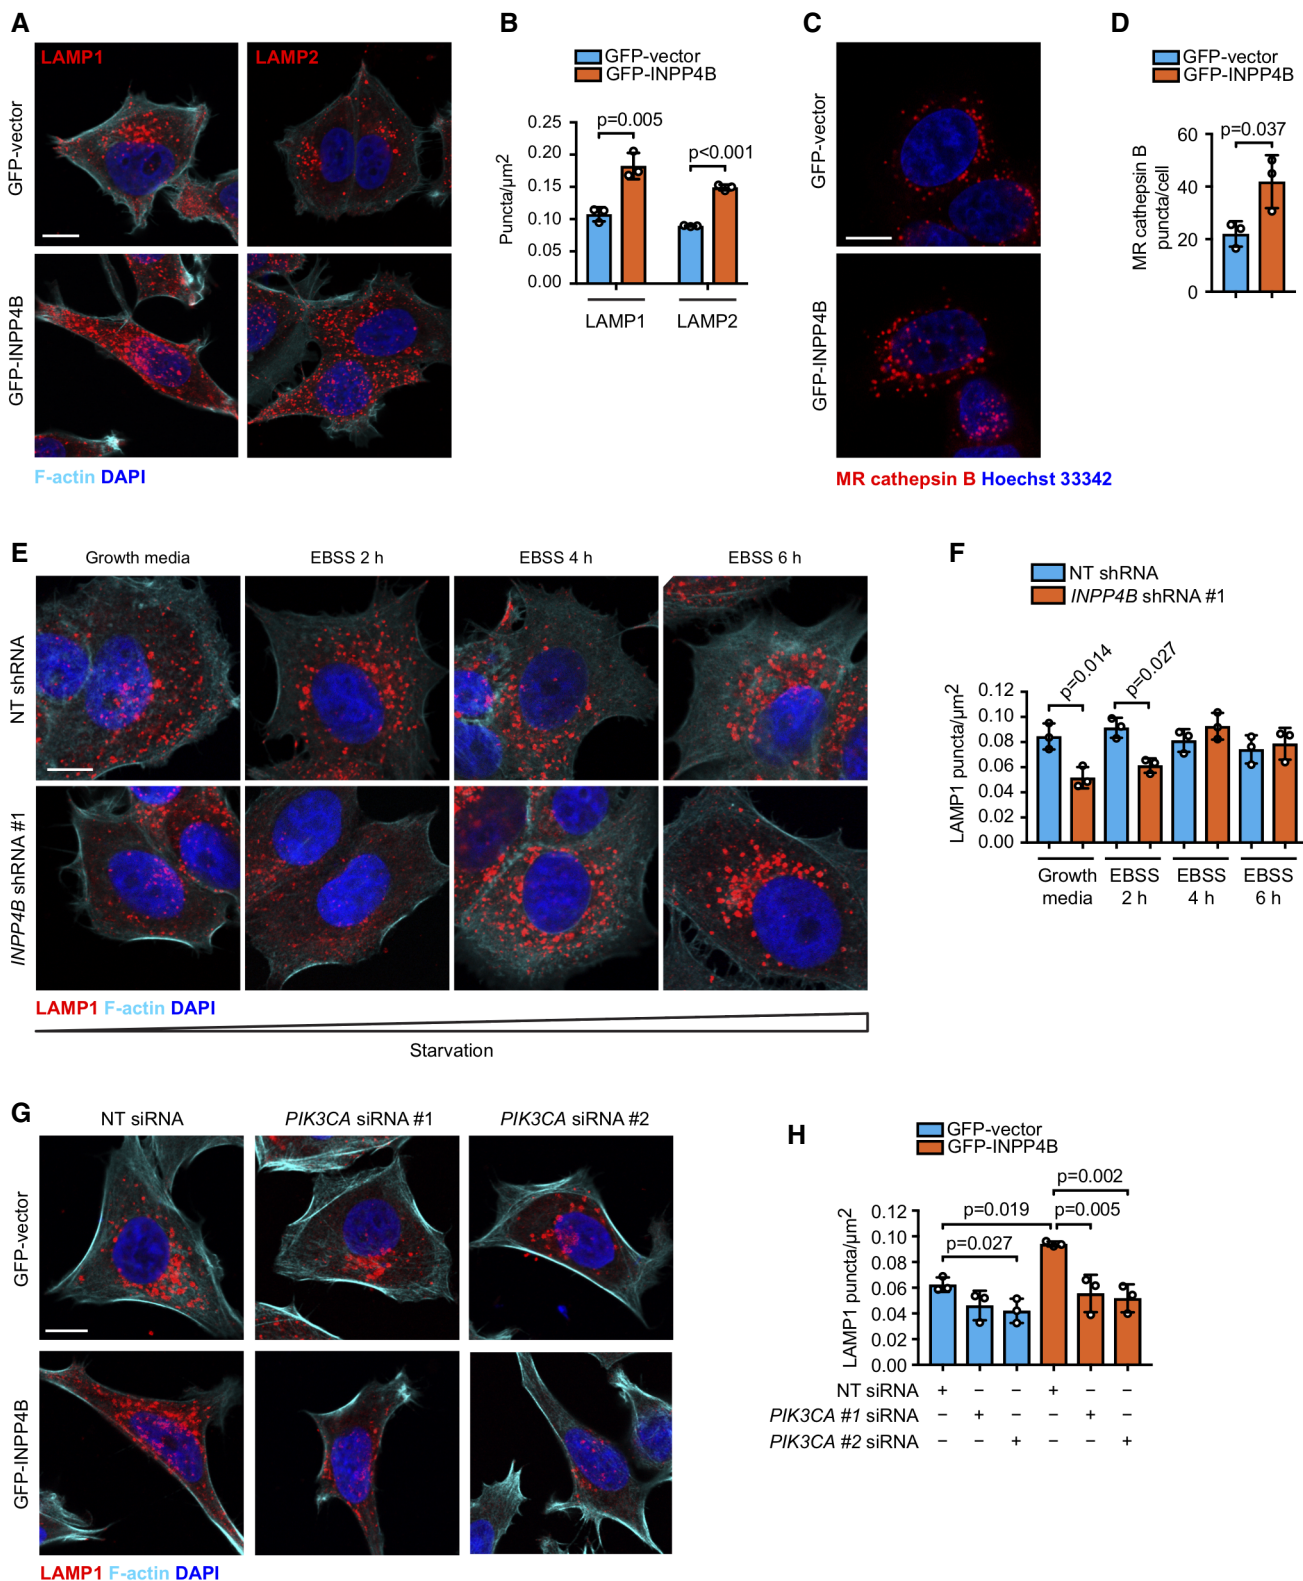 A
LAMP1
LAMP2
GFP-vector
GFP-INPP4B
F-actin DAPI
B
GFP-vector
GFP-INPP4B
p=0.005
p<0.001
Puncta/µm2
0.25
0.20
0.15
0.10
0.05
0.00
LAMP1
LAMP2
C
GFP-vector
GFP-INPP4B
MR cathepsin B Hoechst 33342
D
GFP-vector
GFP-INPP4B
p=0.037
MR cathepsin B
puncta/cell
60
40
20
0
E
Growth media
EBSS 2 h
EBSS 4 h
EBSS 6 h
NT shRNA
INPP4B shRNA #1
LAMP1 F-actin DAPI
Starvation
F
NT shRNA
INPP4B shRNA #1
p=0.014
p=0.027
LAMP1 puncta/µm2
0.12
0.10
0.08
0.06
0.04
0.02
0.00
Growth
media
EBSS
2 h
EBSS
4 h
EBSS
6 h
G
NT siRNA
PIK3CA siRNA #1
PIK3CA siRNA #2
GFP-vector
GFP-INPP4B
LAMP1 F-actin DAPI
H
GFP-vector
GFP-INPP4B
p=0.002
p=0.019
p=0.005
p=0.027
LAMP1 puncta/µm2
0.12
0.10
0.08
0.06
0.04
0.02
0.00
NT siRNA + – – + – –
PIK3CA #1 siRNA – + – – + –
PIK3CA #2 siRNA – – + – – +